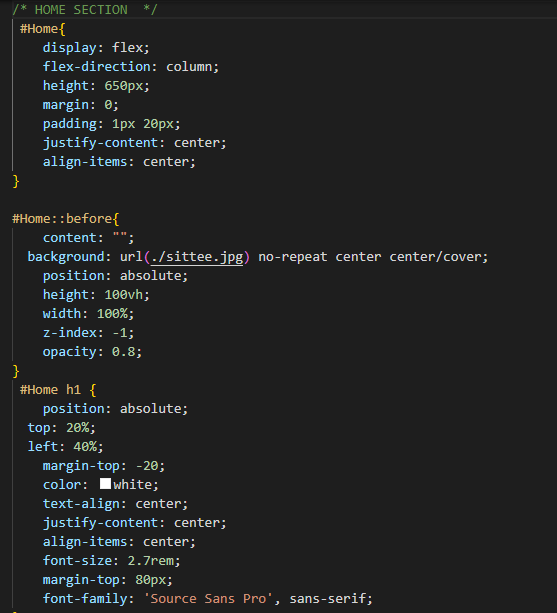 /* HOME SECTION  */
#Home{
display: flex;
flex-direction: column;
height: 650px;
margin: 0;
padding: 1px 20px;
justify-content: center;
align-items: center;
}
#Home::before{
content: "";
background: url(./sittee.jpg) no-repeat center center/cover;
position: absolute;
height: 100vh;
width: 100%;
z-index: -1;
opacity: 0.8;
}
#Home h1 {
position: absolute;
top: 20%;
left: 40%;
margin-top: -20;
color: white;
text-align: center;
justify-content: center;
align-items: center;
font-size: 2.7rem;
margin-top: 80px;
font-family: 'Source Sans Pro', sans-serif;